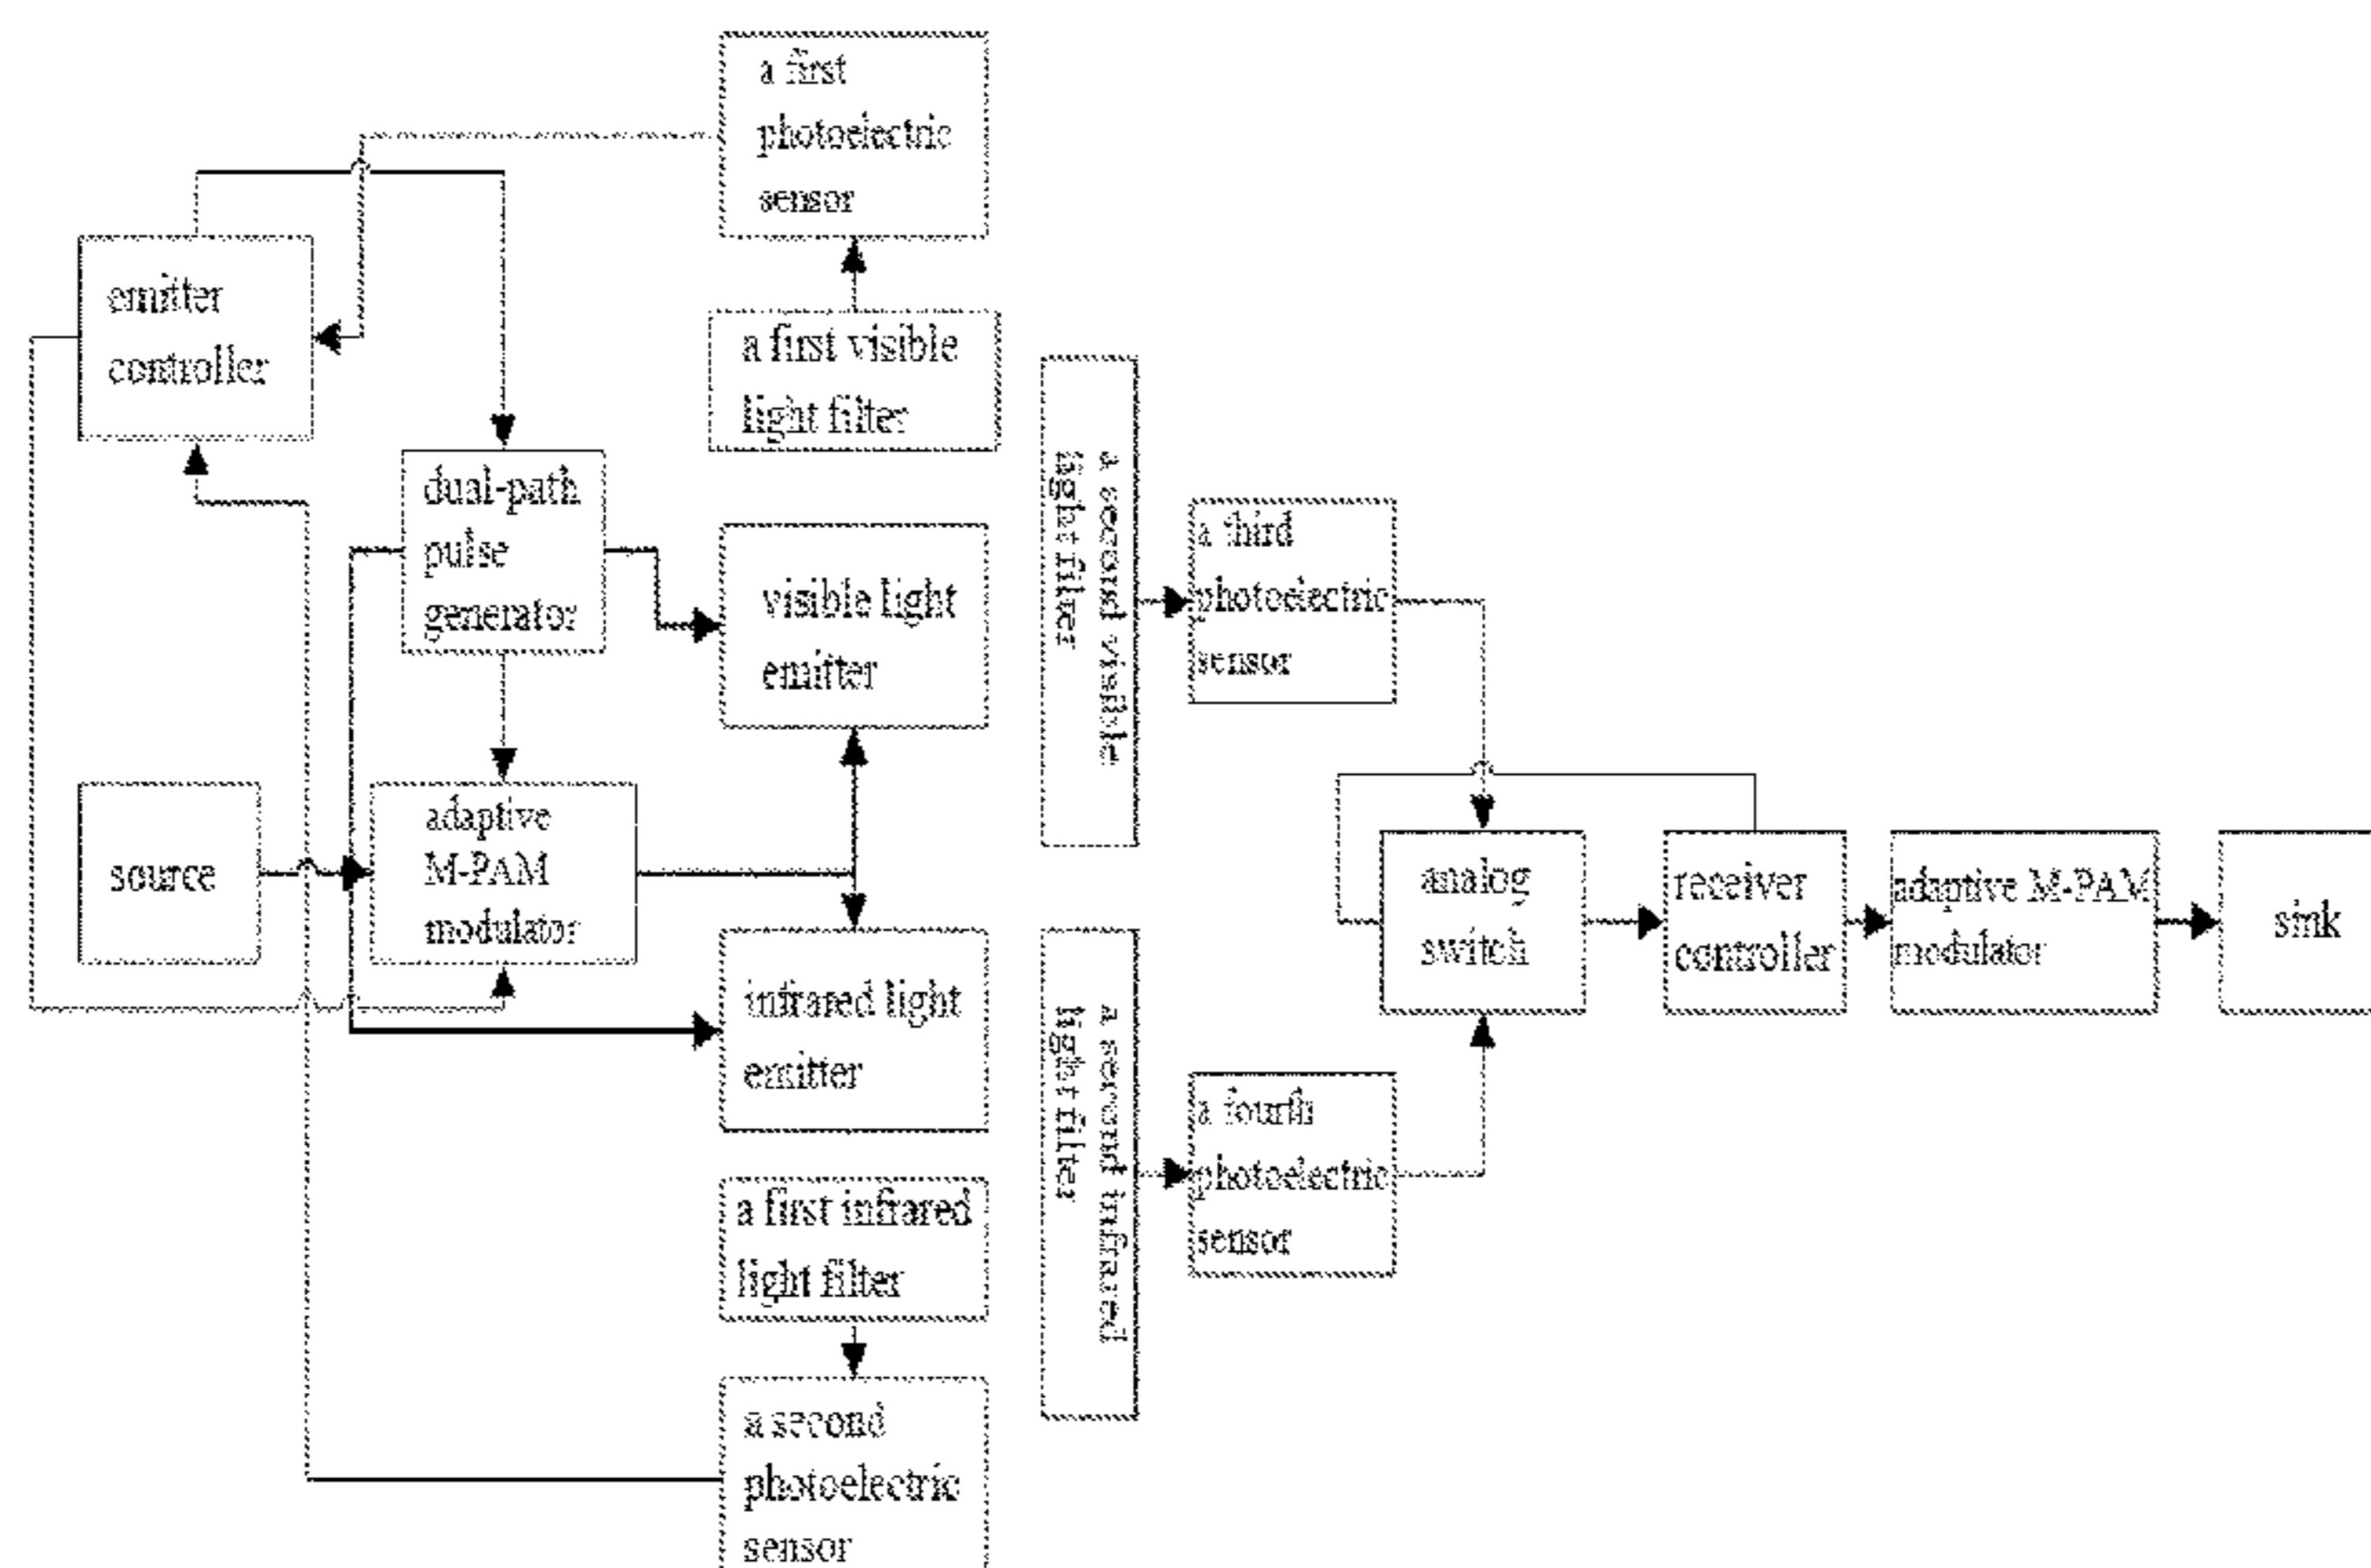 a first
photoelectric
sensor
emitter
controller
a first visible
light filter
dual-path
pulse
generator
visible light
emitter
source
adaptive
M-PAM
modulator
infrared light
emitter
a first infrared
light filter
a second
photoelectric
sensor
a second visible
light filter
a second infrared
light filter
a third
photoelectric
sensor
a fourth
photoelectric
sensor
analog
switch
receiver
controller
adaptive M-PAM
modulator
sink